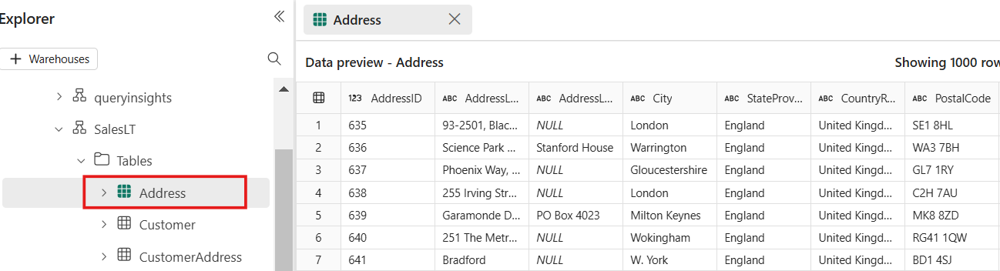 Explorer
+ Warehouses
queryinsights
SalesLT
Tables
Address
Customer
CustomerAddress
Address
Data preview - Address
Showing 1000 row
123 AddressID ABC AddressL... ABC AddressL... ABC City ABC StateProv... ABC CountryR... ABC PostalCode
1 635 93-2501, Blac... NULL London England United Kingd... SE1 8HL
2 636 Science Park ... Stanford House Warrington England United Kingd... WA3 7BH
3 637 Phoenix Way, ... NULL Gloucestershire England United Kingd... GL7 1RY
4 638 255 Irving Str... NULL London England United Kingd... C2H 7AU
5 639 Garamonde D... PO Box 4023 Milton Keynes England United Kingd... MK8 8ZD
6 640 251 The Metr... NULL Wokingham England United Kingd... RG41 1QW
7 641 Bradford NULL W. York England United Kingd... BD1 4SJ